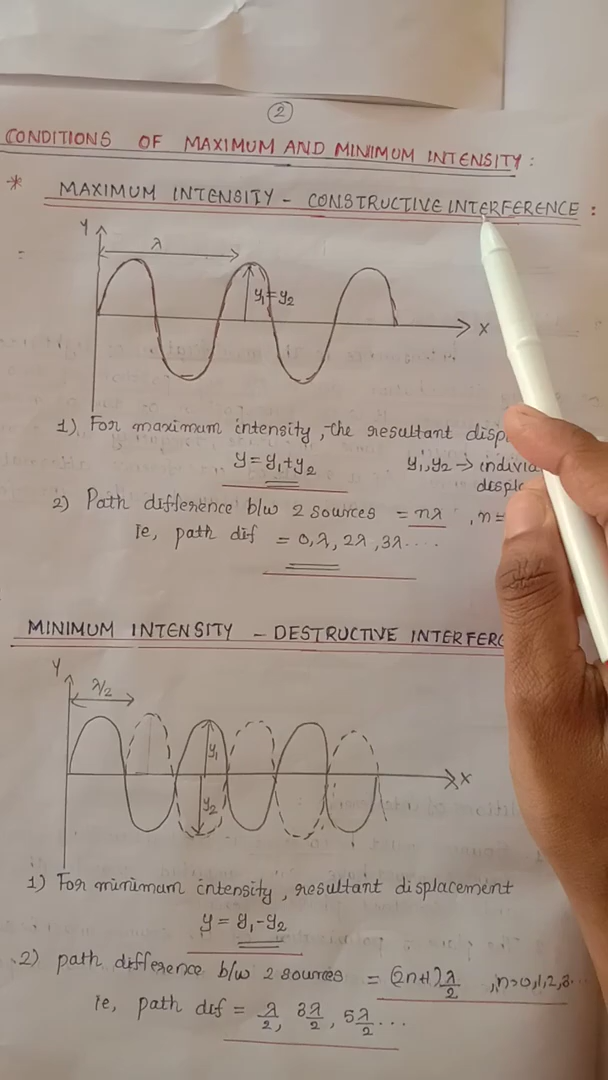 2
CONDITIONS OF MAXIMUM AND MINIMUM INTENSITY :
* MAXIMUM INTENSITY - CONSTRUCTIVE INTERFERENCE :
Y
λ
y₁=y₂
X
1) For maximum intensity, the resultant displ
y = y₁+y₂ y₁,y₂ → individ
displa
2) Path difference b/w 2 sources = nλ , n=
Ie, path dif = 0, λ, 2λ, 3λ....
MINIMUM INTENSITY - DESTRUCTIVE INTERFERE
Y
λ/2
y₁
y₂
X
1) For minimum intensity, resultant displacement
y = y₁-y₂
2) path difference b/w 2 sources = (2n+1)λ/2 , n=0,1,2,3...
Ie, path dif = λ/2, 3λ/2, 5λ/2...